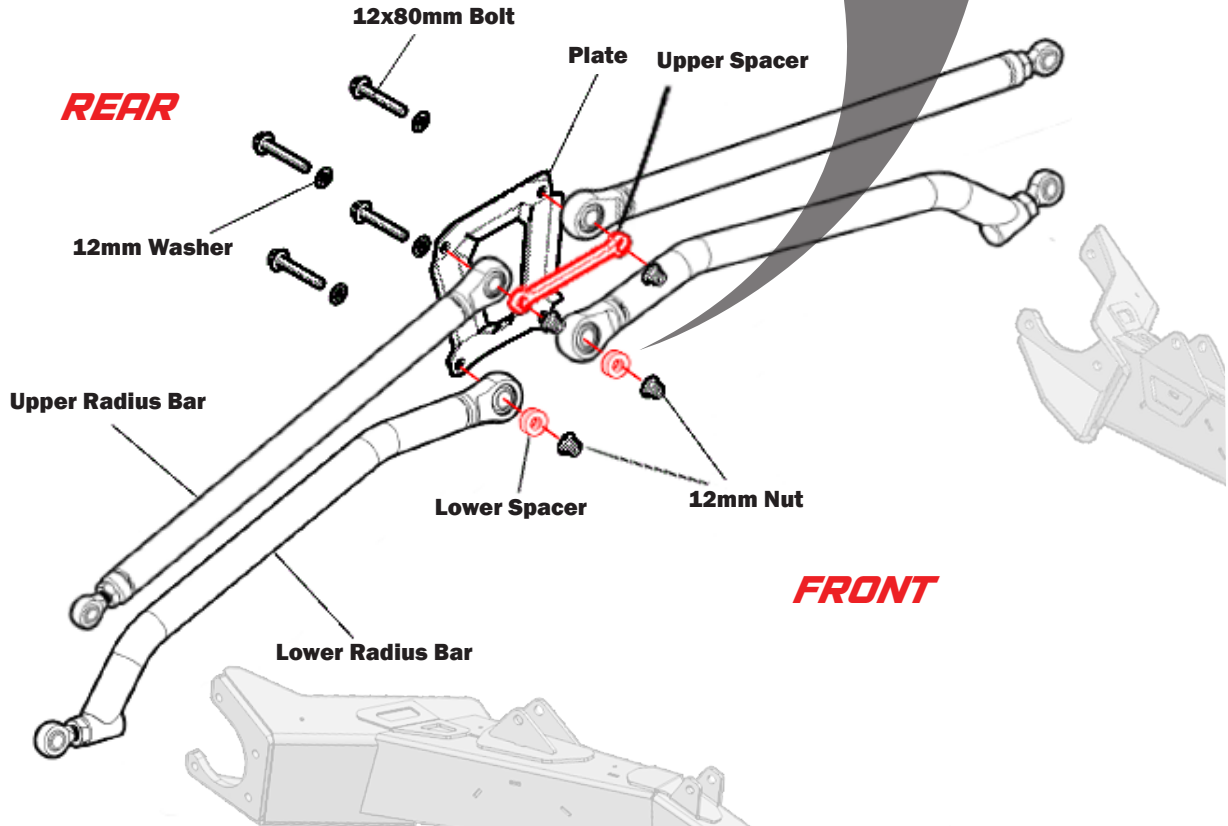 12x80mm Bolt
Plate
Upper Spacer
REAR
12mm Washer
Upper Radius Bar
Lower Spacer
12mm Nut
FRONT
Lower Radius Bar